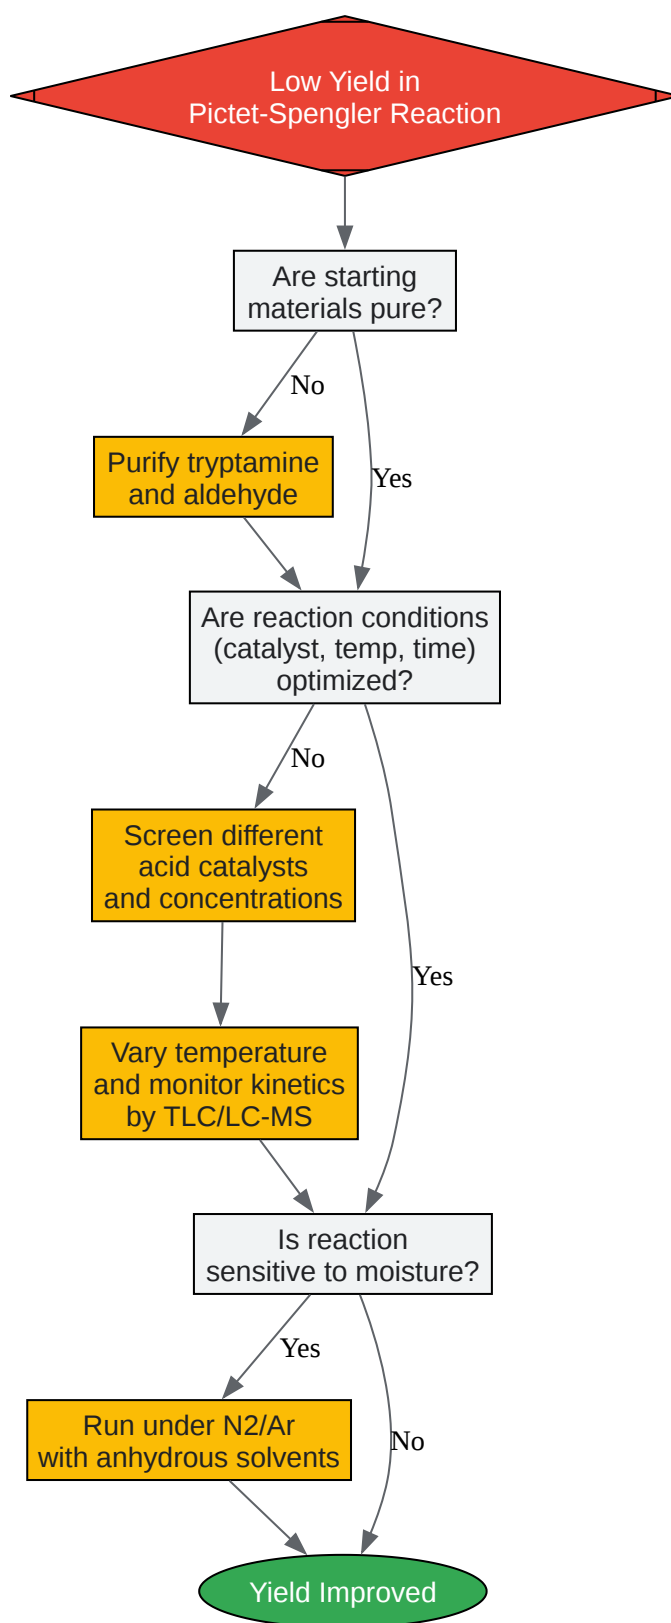 Low Yield in
Pictet-Spengler Reaction
Are starting
materials pure?
No
Purify tryptamine
and aldehyde
Yes
Are reaction conditions
(catalyst, temp, time)
optimized?
No
Screen different
acid catalysts
and concentrations
Yes
Vary temperature
and monitor kinetics
by TLC/LC-MS
Is reaction
sensitive to moisture?
Yes
Run under N2/Ar
with anhydrous solvents
No
Yield Improved